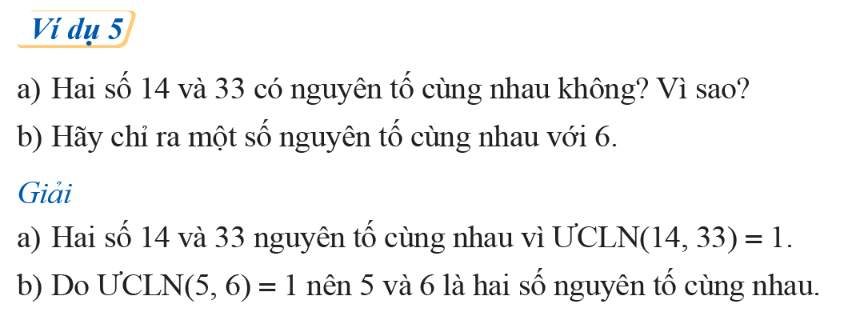 Ví dụ 5
a) Hai số 14 và 33 có nguyên tố cùng nhau không? Vì sao?
b) Hãy chỉ ra một số nguyên tố cùng nhau với 6.
Giải
a) Hai số 14 và 33 nguyên tố cùng nhau vì ƯCLN(14, 33) = 1.
b) Do ƯCLN(5, 6) = 1 nên 5 và 6 là hai số nguyên tố cùng nhau.